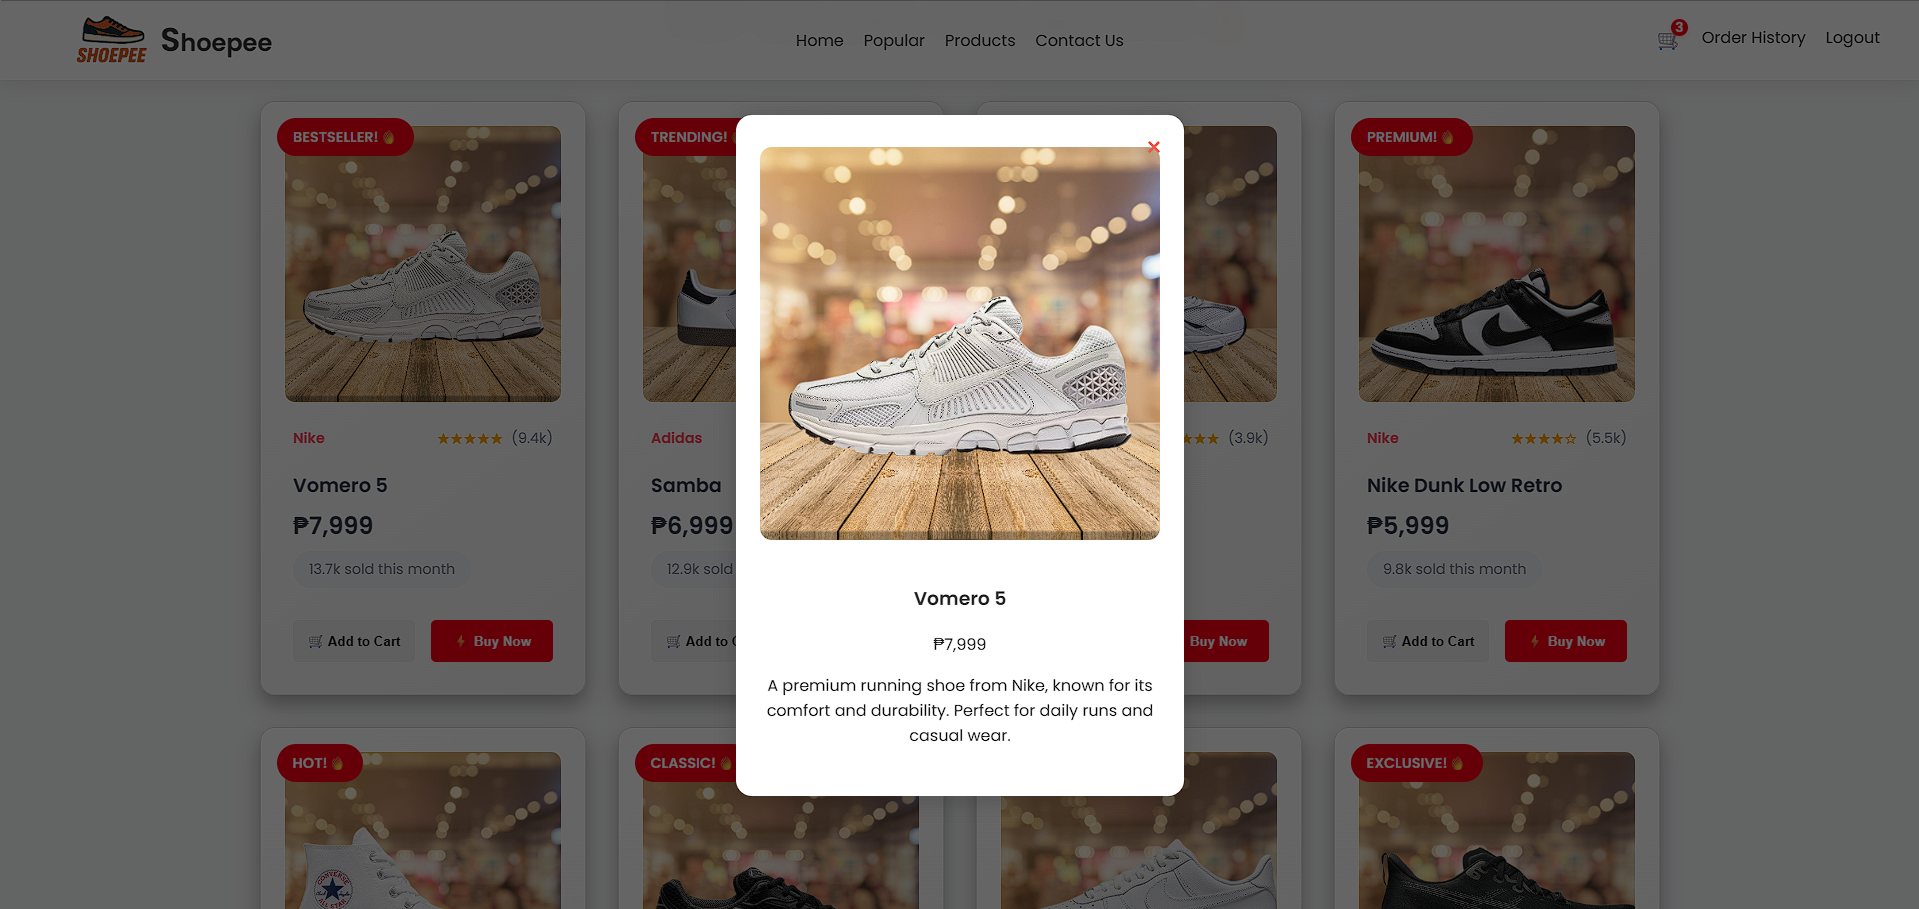 SHOEPEE
Shoepee
Home Popular Products Contact Us
3
Order History Logout
BESTSELLER!
TRENDING!
PREMIUM!
Nike ★★★★★ (9.4k)
Vomero 5
₱7,999
13.7k sold this month
Add to Cart Buy Now
Adidas
Samba
₱6,999
12.9k sold
Add to
×
Vomero 5
₱7,999
A premium running shoe from Nike, known for its
comfort and durability. Perfect for daily runs and
casual wear.
★★★ (3.9k)
Buy Now
Nike ★★★★☆ (5.5k)
Nike Dunk Low Retro
₱5,999
9.8k sold this month
Add to Cart Buy Now
HOT!
CLASSIC!
EXCLUSIVE!
CONVERSE
ALL STAR